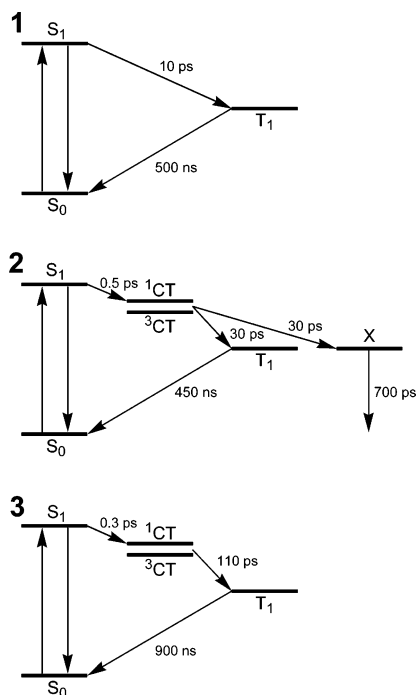 1
S₁
10 ps
T₁
500 ns
S₀
2
S₁
0.5 ps
¹CT
³CT
30 ps
30 ps
X
T₁
700 ps
450 ns
S₀
3
S₁
0.3 ps
¹CT
³CT
110 ps
T₁
900 ns
S₀